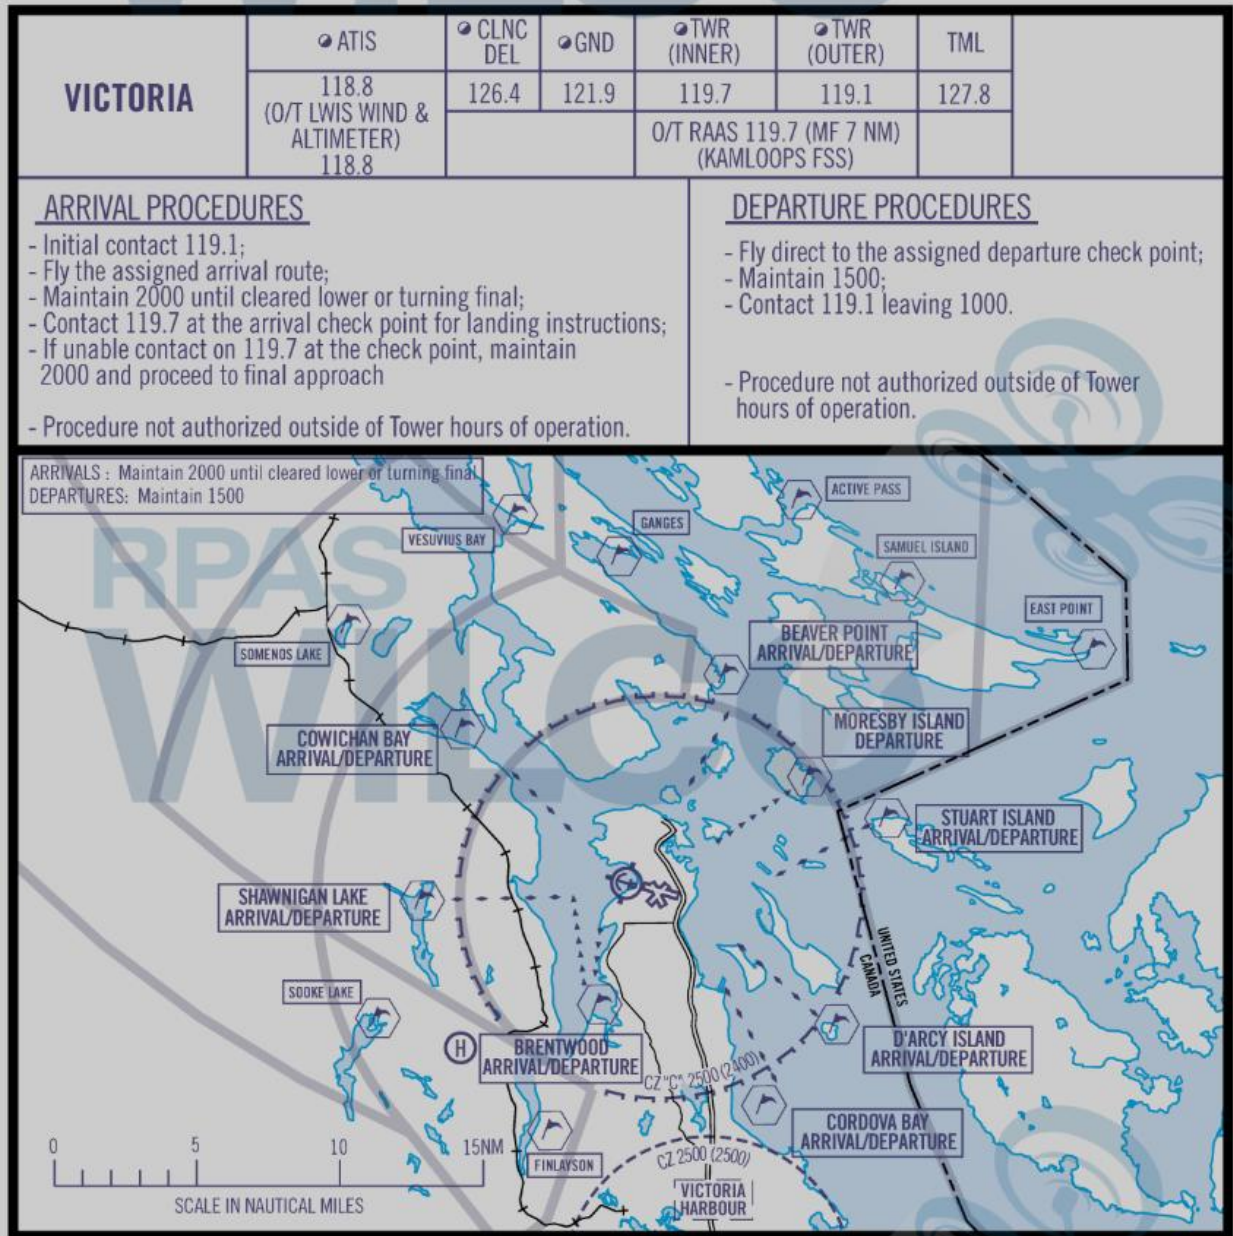 VICTORIA
ATIS
CLNC
DEL
GND
TWR
(INNER)
TWR
(OUTER)
TML
118.8
(O/T LWIS WIND &
ALTIMETER)
118.8
126.4
121.9
119.7
119.1
127.8
O/T RAAS 119.7 (MF 7 NM)
(KAMLOOPS FSS)
ARRIVAL PROCEDURES
- Initial contact 119.1;
- Fly the assigned arrival route;
- Maintain 2000 until cleared lower or turning final;
- Contact 119.7 at the arrival check point for landing instructions;
- If unable contact on 119.7 at the check point, maintain
2000 and proceed to final approach
- Procedure not authorized outside of Tower hours of operation.
DEPARTURE PROCEDURES
- Fly direct to the assigned departure check point;
- Maintain 1500;
- Contact 119.1 leaving 1000.
- Procedure not authorized outside of Tower
hours of operation.
ARRIVALS : Maintain 2000 until cleared lower or turning final
DEPARTURES: Maintain 1500
RPAS
WILCO
ACTIVE PASS
VESUVIUS BAY
GANGES
SAMUEL ISLAND
EAST POINT
SOMENOS LAKE
BEAVER POINT
ARRIVAL/DEPARTURE
COWICHAN BAY
ARRIVAL/DEPARTURE
MORESBY ISLAND
DEPARTURE
STUART ISLAND
ARRIVAL/DEPARTURE
SHAWNIGAN LAKE
ARRIVAL/DEPARTURE
UNITED STATES
CANADA
SOOKE LAKE
H
BRENTWOOD
ARRIVAL/DEPARTURE
D'ARCY ISLAND
ARRIVAL/DEPARTURE
CZ "C" 2500 (2400)
CORDOVA BAY
ARRIVAL/DEPARTURE
FINLAYSON
CZ 2500 (2500)
VICTORIA
HARBOUR
0 5 10 15NM
SCALE IN NAUTICAL MILES